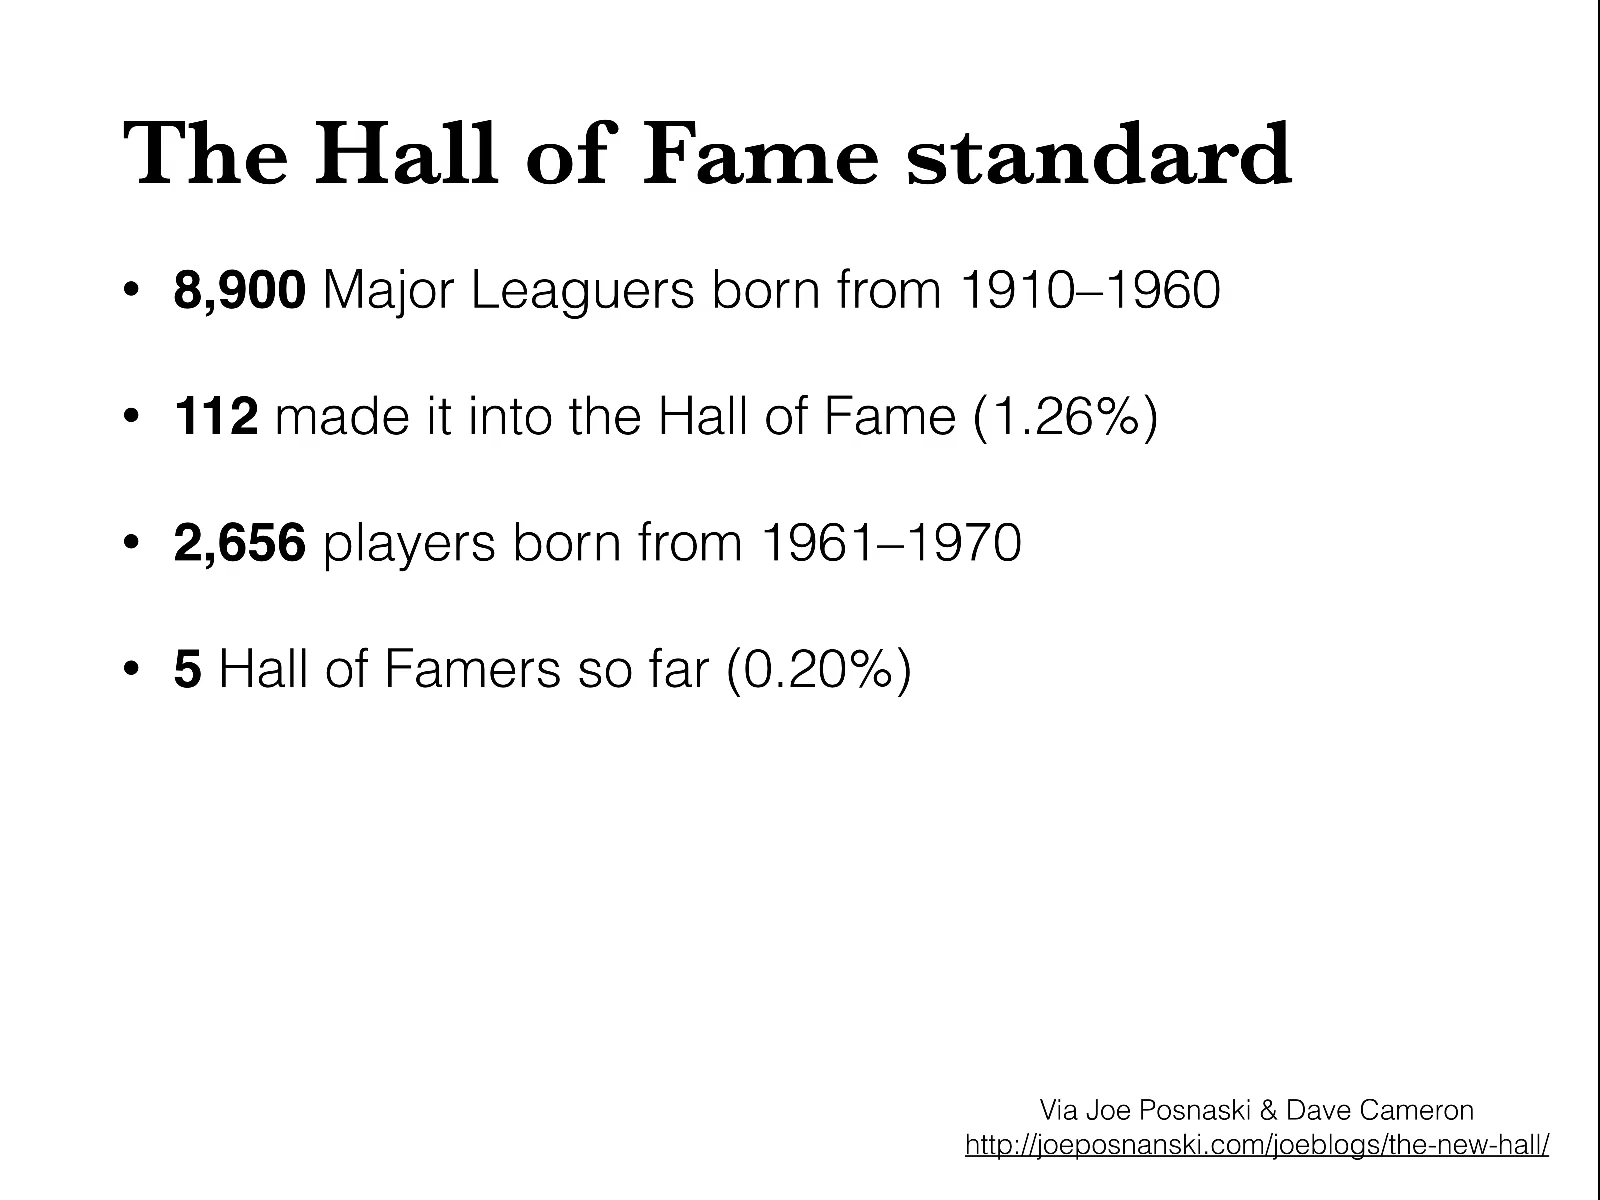 The Hall of Fame standard
• 8,900 Major Leaguers born from 1910–1960
• 112 made it into the Hall of Fame (1.26%)
• 2,656 players born from 1961–1970
• 5 Hall of Famers so far (0.20%)
Via Joe Posnaski & Dave Cameron
http://joeposnanski.com/joeblogs/the-new-hall/